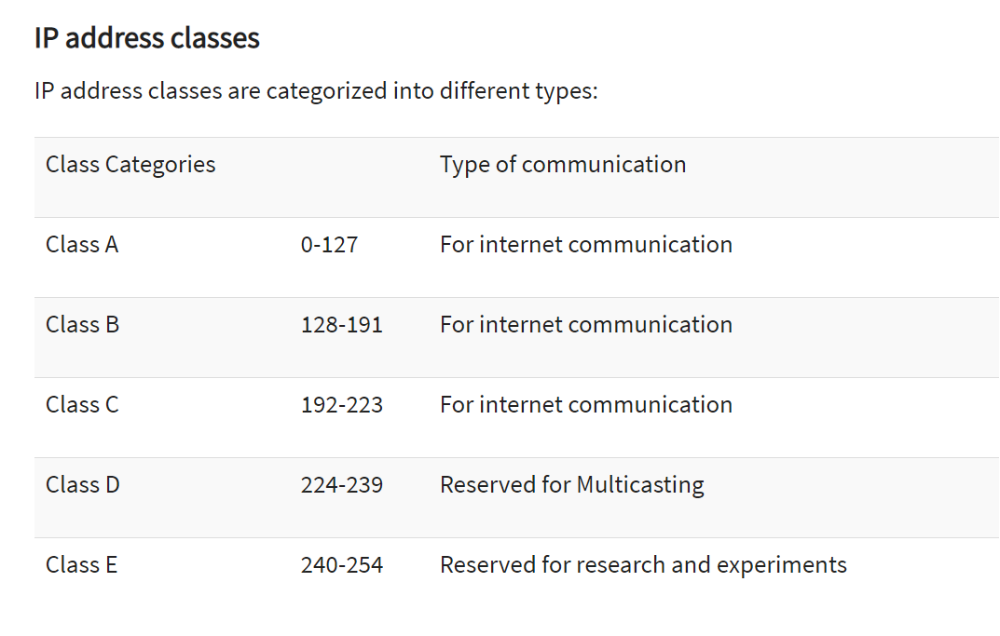 IP address classes
IP address classes are categorized into different types:
Class Categories Type of communication
Class A 0-127 For internet communication
Class B 128-191 For internet communication
Class C 192-223 For internet communication
Class D 224-239 Reserved for Multicasting
Class E 240-254 Reserved for research and experiments